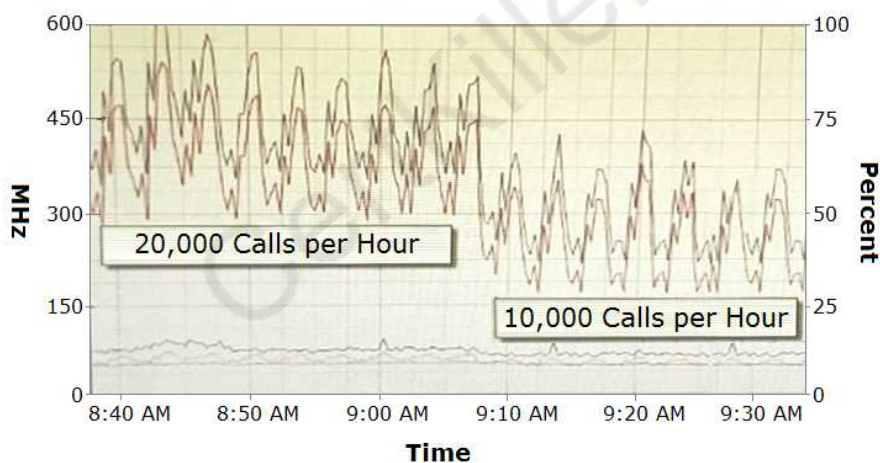 600
450
300
150
0
MHz
100
75
50
25
0
Percent
20,000 Calls per Hour
10,000 Calls per Hour
8:40 AM
8:50 AM
9:00 AM
9:10 AM
9:20 AM
9:30 AM
Time